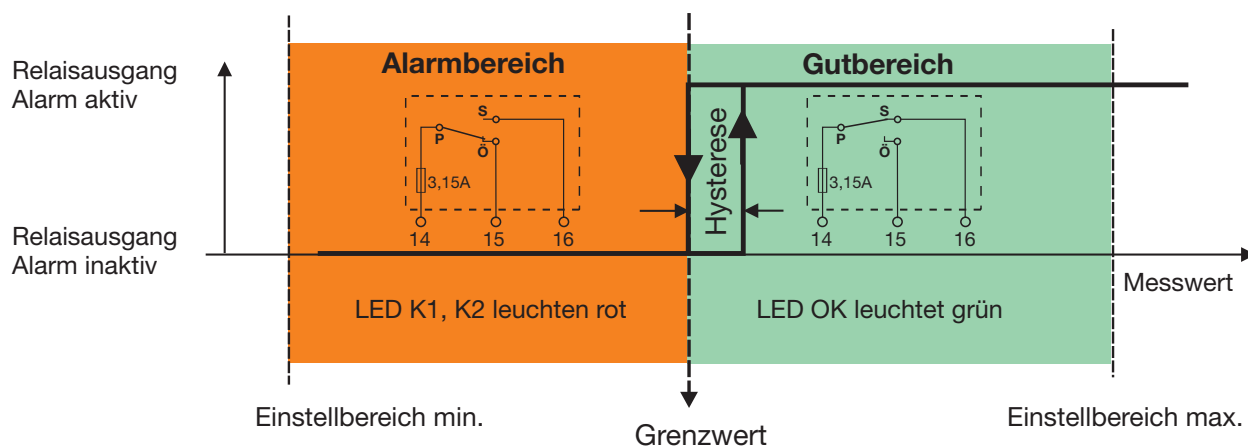 Relaisausgang
Alarm aktiv
Alarmbereich
Gutbereich
S
P
Ö
3,15A
14 15 16
Hysterese
S
P
Ö
3,15A
14 15 16
Relaisausgang
Alarm inaktiv
Messwert
LED K1, K2 leuchten rot
LED OK leuchtet grün
Einstellbereich min.
Grenzwert
Einstellbereich max.